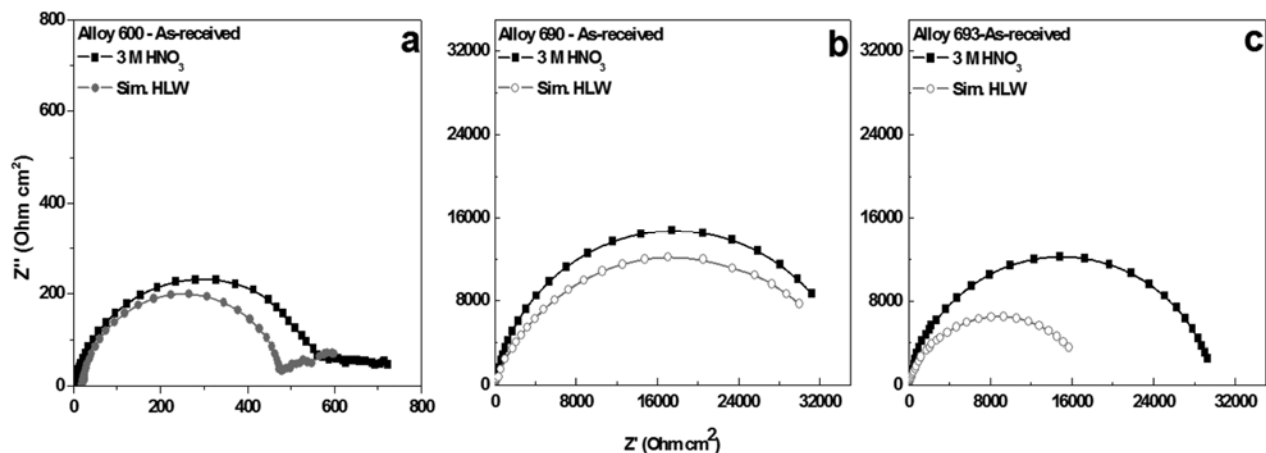 Alloy 600 - As-received
a
3 M HNO3
Sim. HLW
800
600
400
200
0
0
200
400
600
800
Z'' (Ohm cm²)
Alloy 690 - As-received
b
3 M HNO3
Sim. HLW
32000
24000
16000
8000
0
0
8000
16000
24000
32000
Z' (Ohm cm²)
Alloy 693-As-received
c
3 M HNO3
Sim. HLW
32000
24000
16000
8000
0
0
8000
16000
24000
32000